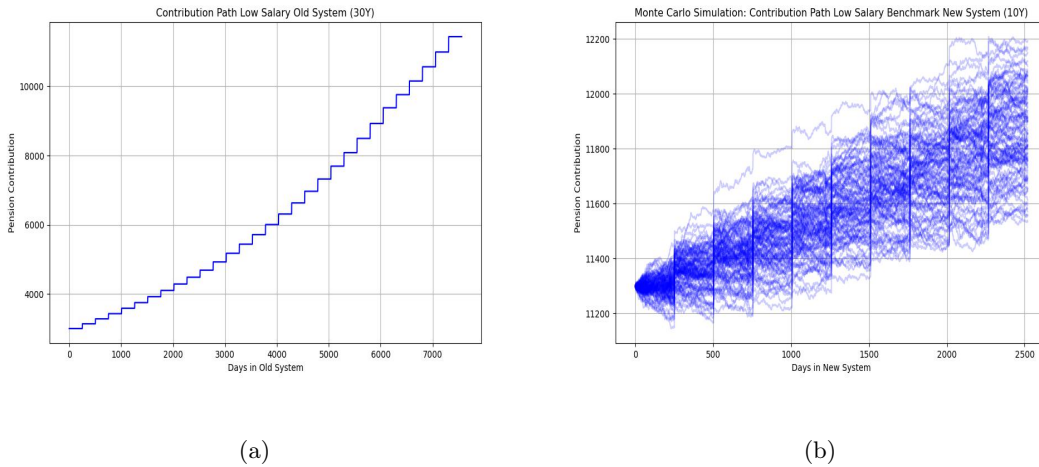 Contribution Path Low Salary Old System (30Y)
Pension Contribution
10000
8000
6000
4000
0 1000 2000 3000 4000 5000 6000 7000
Days in Old System
(a)
Monte Carlo Simulation: Contribution Path Low Salary Benchmark New System (10Y)
Pension Contribution
12200
12000
11800
11600
11400
11200
0 500 1000 1500 2000 2500
Days in New System
(b)